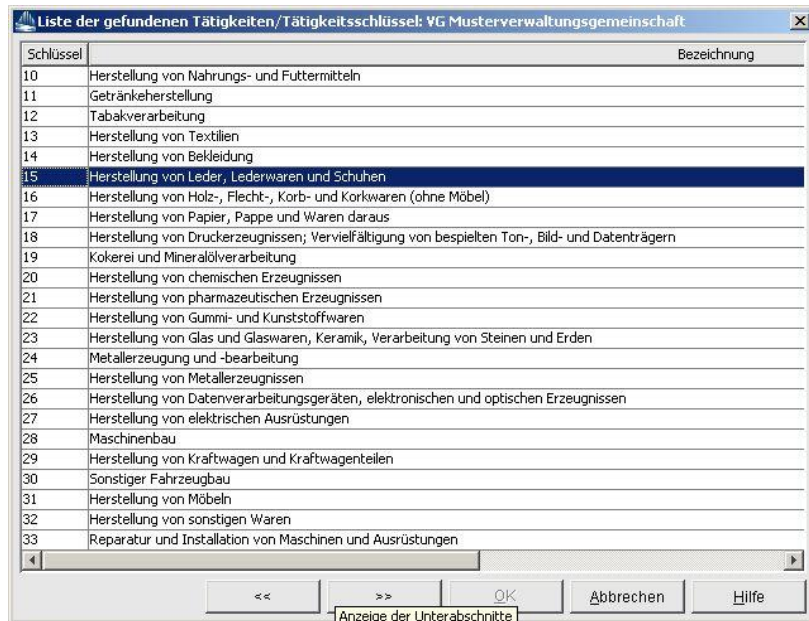 Liste der gefundenen Tätigkeiten/Tätigkeitsschlüssel: VG Musterverwaltungsgemeinschaft
Schlüssel Bezeichnung
10 Herstellung von Nahrungs- und Futtermitteln
11 Getränkeherstellung
12 Tabakverarbeitung
13 Herstellung von Textilien
14 Herstellung von Bekleidung
15 Herstellung von Leder, Lederwaren und Schuhen
16 Herstellung von Holz-, Flecht-, Korb- und Korkwaren (ohne Möbel)
17 Herstellung von Papier, Pappe und Waren daraus
18 Herstellung von Druckerzeugnissen; Vervielfältigung von bespielten Ton-, Bild- und Datenträgern
19 Kokerei und Mineralölverarbeitung
20 Herstellung von chemischen Erzeugnissen
21 Herstellung von pharmazeutischen Erzeugnissen
22 Herstellung von Gummi- und Kunststoffwaren
23 Herstellung von Glas und Glaswaren, Keramik, Verarbeitung von Steinen und Erden
24 Metallerzeugung und -bearbeitung
25 Herstellung von Metallerzeugnissen
26 Herstellung von Datenverarbeitungsgeräten, elektronischen und optischen Erzeugnissen
27 Herstellung von elektrischen Ausrüstungen
28 Maschinenbau
29 Herstellung von Kraftwagen und Kraftwagenteilen
30 Sonstiger Fahrzeugbau
31 Herstellung von Möbeln
32 Herstellung von sonstigen Waren
33 Reparatur und Installation von Maschinen und Ausrüstungen
<< >> OK Abbrechen Hilfe
Anzeige der Unterabschnitte